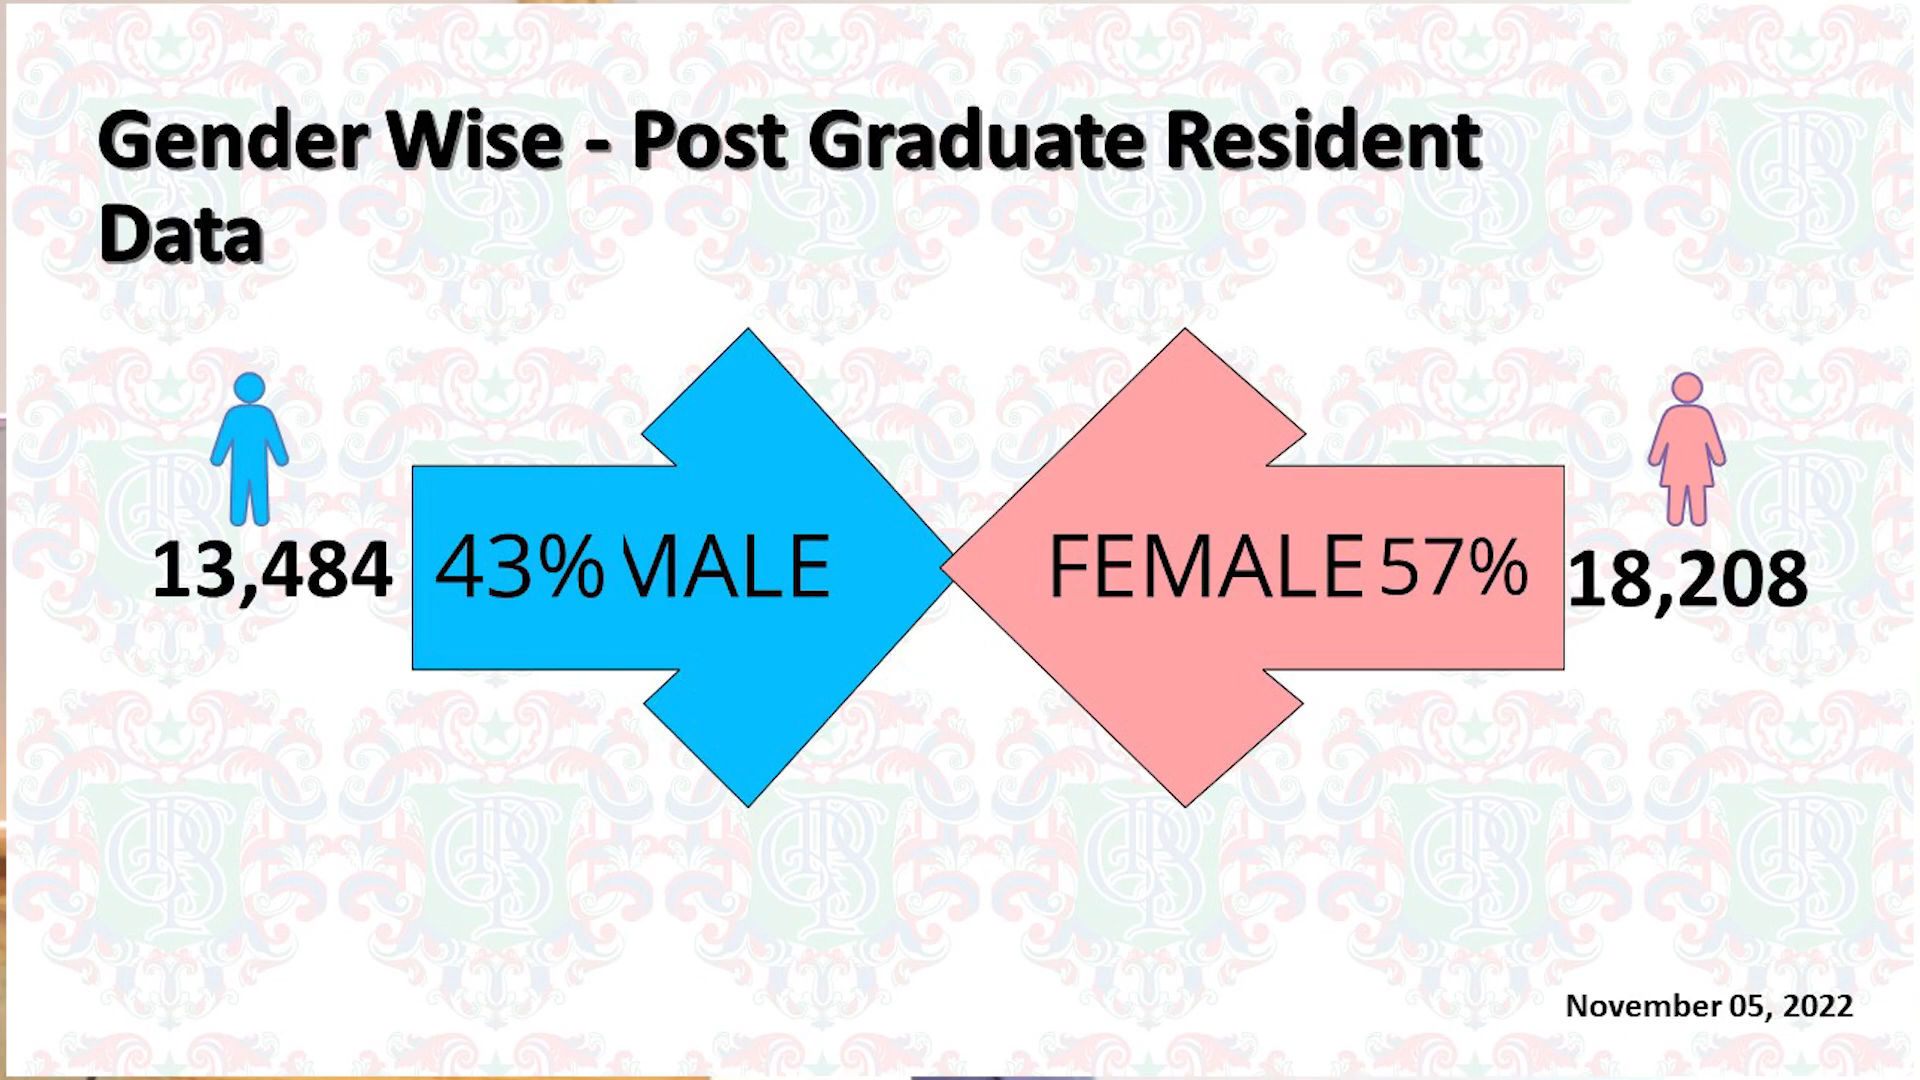 Gender Wise - Post Graduate Resident
Data
13,484
43% MALE
FEMALE 57%
18,208
November 05, 2022